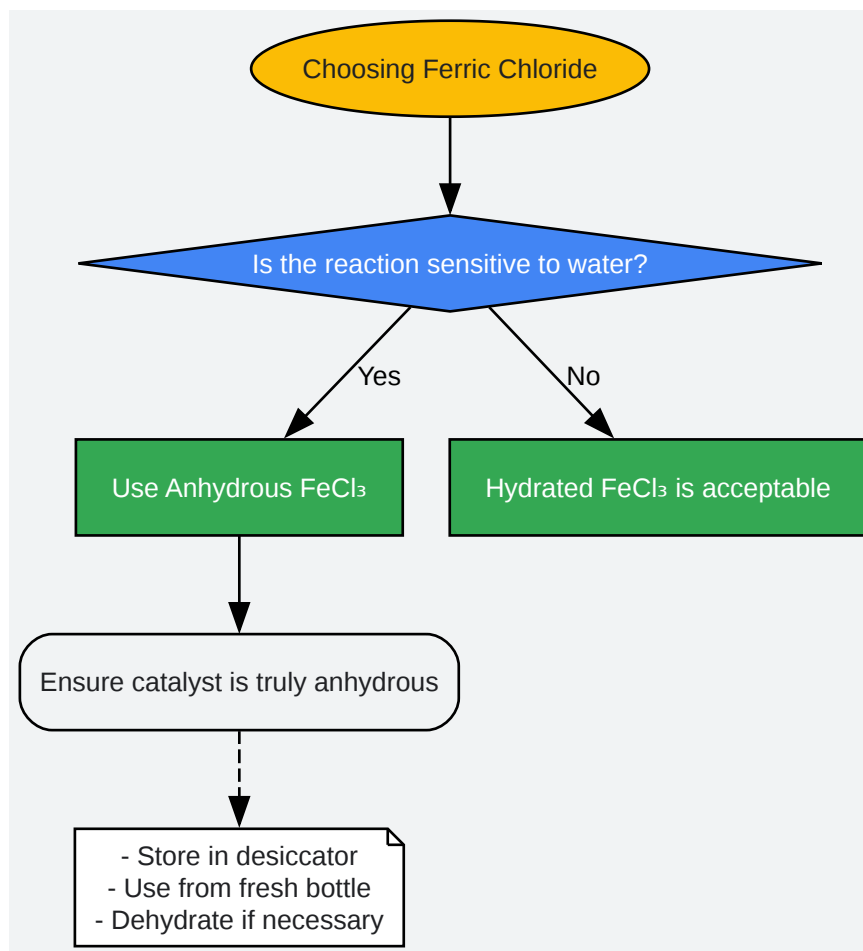 Choosing Ferric Chloride
Is the reaction sensitive to water?
Yes
No
Use Anhydrous FeCl₃
Hydrated FeCl₃ is acceptable
Ensure catalyst is truly anhydrous
- Store in desiccator
- Use from fresh bottle
- Dehydrate if necessary